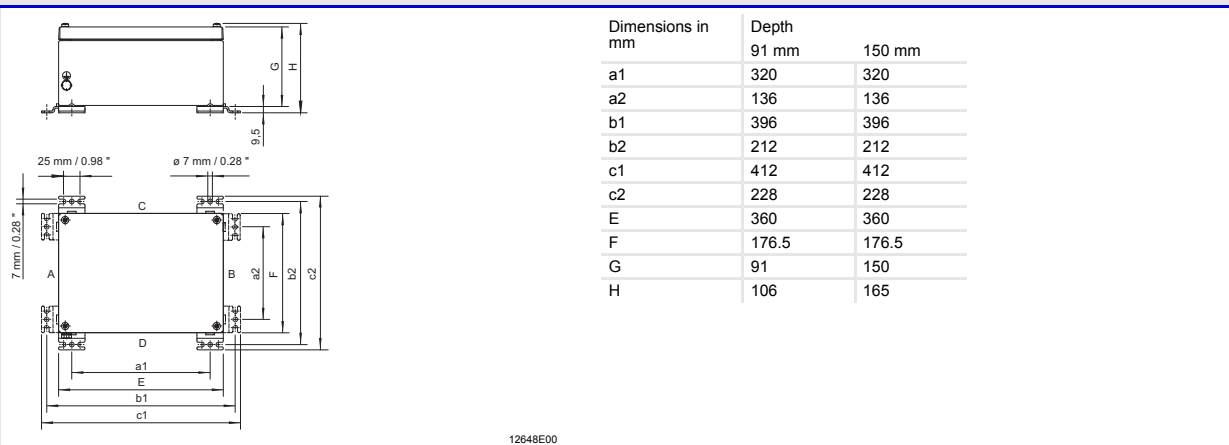 G
H
9,5
25 mm / 0.98 "
ø 7 mm / 0.28 "
7 mm / 0.28 "
C
A
B
a2
F
b2
c2
D
a1
E
b1
c1
12648E00
Dimensions in mm Depth
91 mm 150 mm
a1 320 320
a2 136 136
b1 396 396
b2 212 212
c1 412 412
c2 228 228
E 360 360
F 176.5 176.5
G 91 150
H 106 165